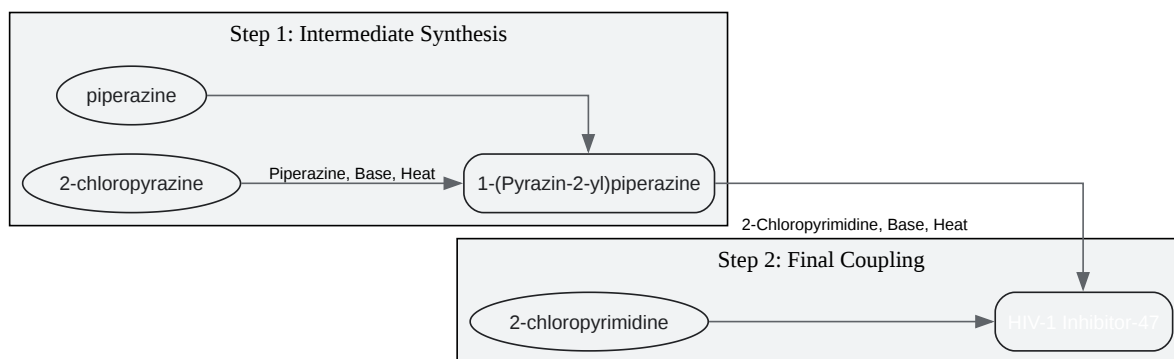 Step 1: Intermediate Synthesis
piperazine
2-chloropyrazine
Piperazine, Base, Heat
1-(Pyrazin-2-yl)piperazine
2-Chloropyrimidine, Base, Heat
Step 2: Final Coupling
2-chloropyrimidine
HIV-1 Inhibitor-47